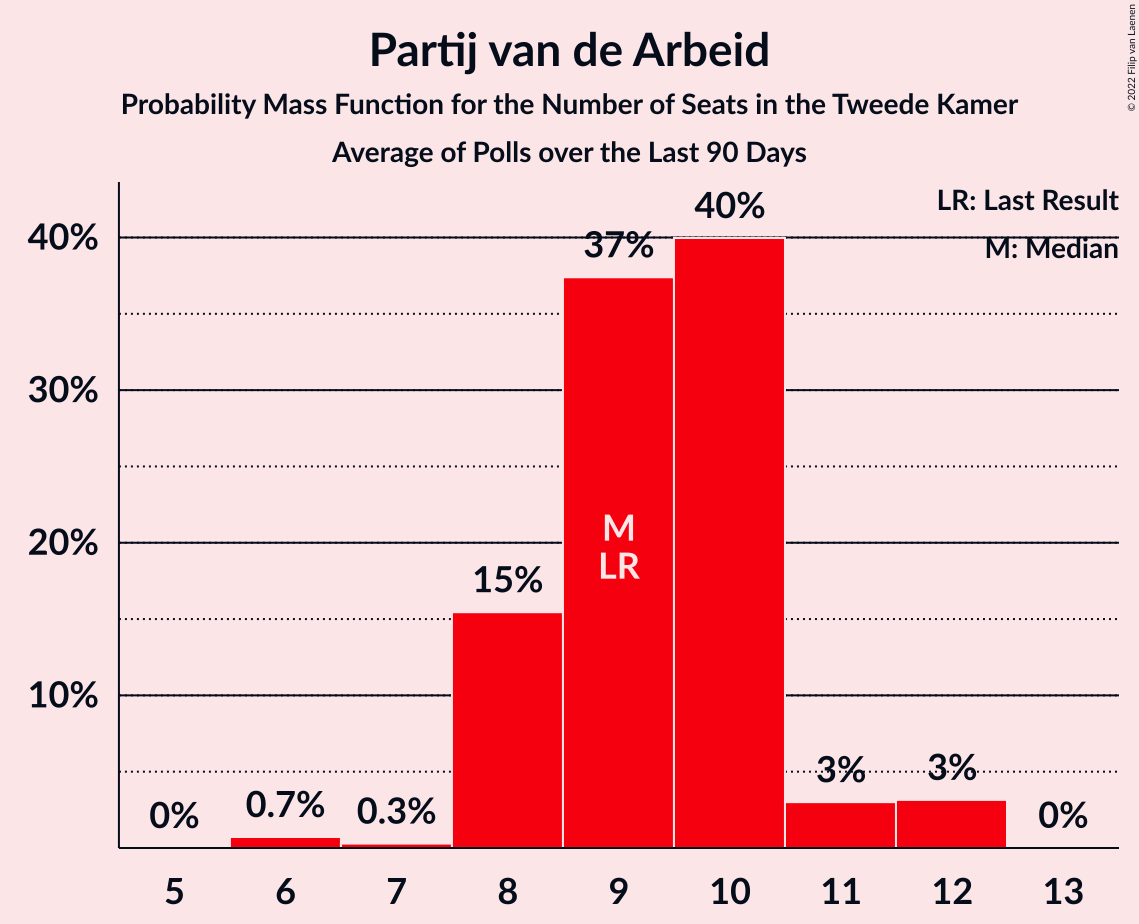 Partij van de Arbeid
Probability Mass Function for the Number of Seats in the Tweede Kamer
Average of Polls over the Last 90 Days
© 2022 Filip van Laenen
LR: Last Result
M: Median
40%
30%
20%
10%
0%
0.7%
0.3%
15%
37%
40%
3%
3%
0%
M
LR
5 6 7 8 9 10 11 12 13